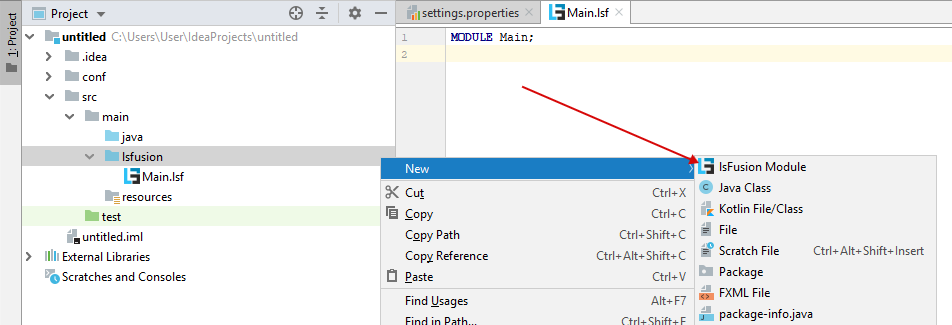 1: Project
Project
untitled C:\Users\User\IdeaProjects\untitled
.idea
conf
src
main
java
lsfusion
Main.lsf
resources
test
untitled.iml
External Libraries
Scratches and Consoles
settings.properties
Main.lsf
1 MODULE Main;
2
New
Cut Ctrl+X
Copy Ctrl+C
Copy Path Ctrl+Shift+C
Copy Reference Ctrl+Alt+Shift+C
Paste Ctrl+V
Find Usages Alt+F7
Find in Path... Ctrl+Shift+F
lsFusion Module
Java Class
Kotlin File/Class
File
Scratch File Ctrl+Alt+Shift+Insert
Package
FXML File
package-info.java